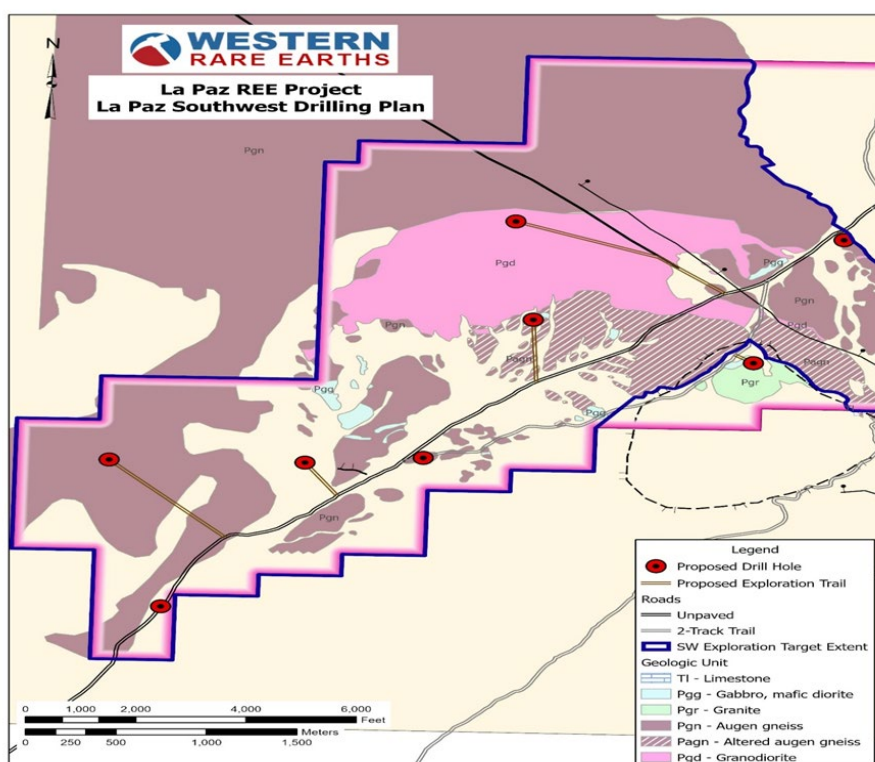 WESTERN
RARE EARTHS
La Paz REE Project
La Paz Southwest Drilling Plan
N
Pgn
Pgd
Pgg
Pgn
Pgd
Pgn
Pagn
Pagn
Pgr
Pgg
Pgg
Pgn
Legend
Proposed Drill Hole
Proposed Exploration Trail
Roads
Unpaved
2-Track Trail
SW Exploration Target Extent
Geologic Unit
Tl - Limestone
Pgg - Gabbro, mafic diorite
Pgr - Granite
Pgn - Augen gneiss
Pagn - Altered augen gneiss
Pgd - Granodiorite
0 1,000 2,000 4,000 6,000
Feet
Meters
0 250 500 1,000 1,500